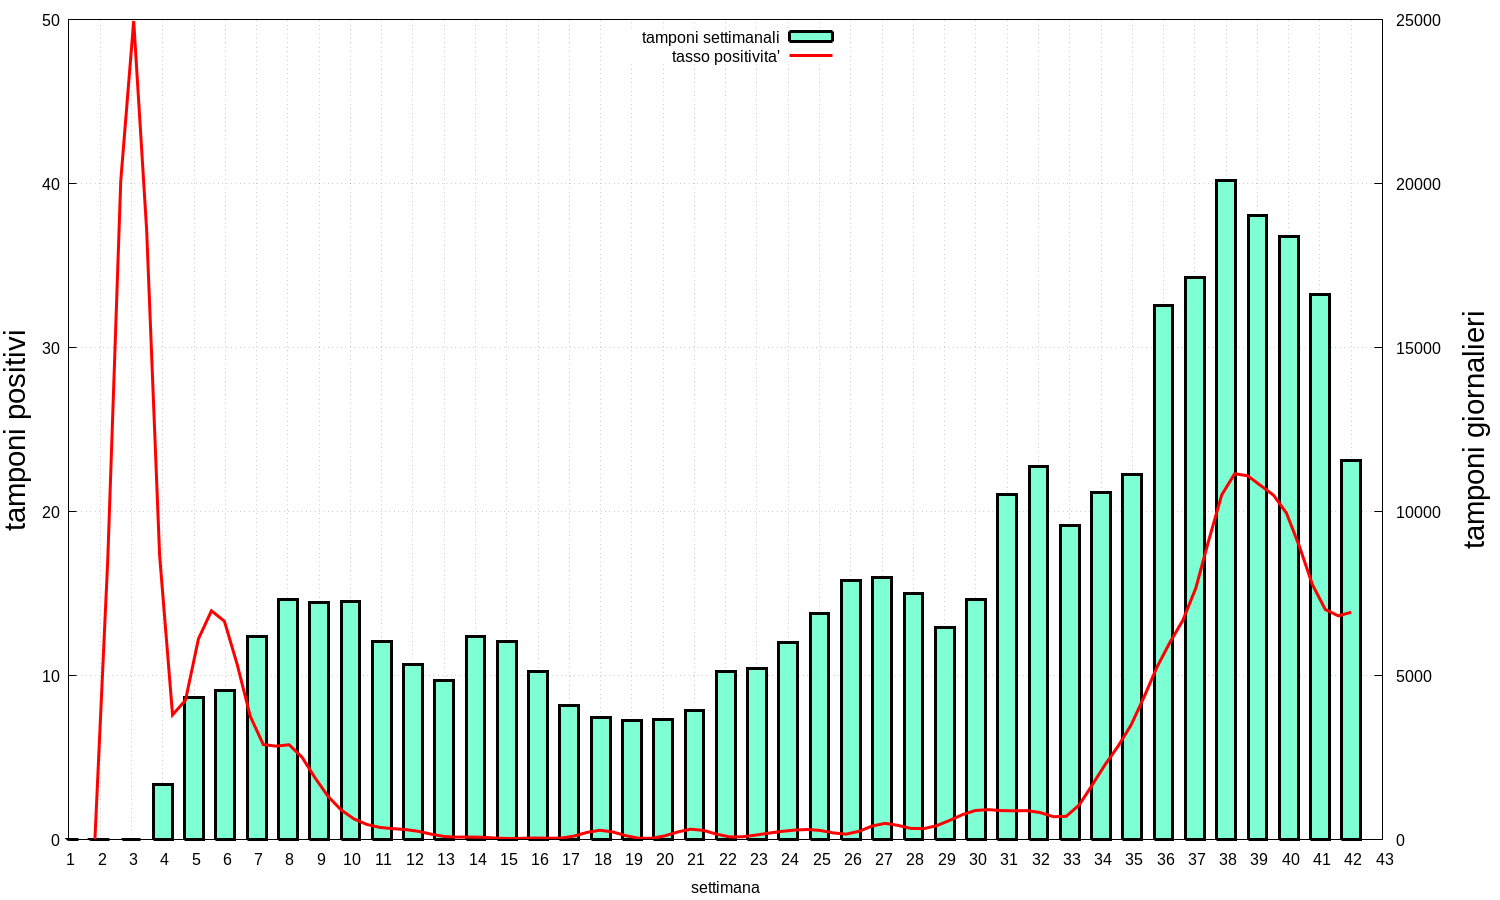 tamponi settimanali
tasso positivita'
50
40
30
20
10
0
tamponi positivi
25000
20000
15000
10000
5000
0
tamponi giornalieri
1 2 3 4 5 6 7 8 9 10 11 12 13 14 15 16 17 18 19 20 21 22 23 24 25 26 27 28 29 30 31 32 33 34 35 36 37 38 39 40 41 42 43
settimana